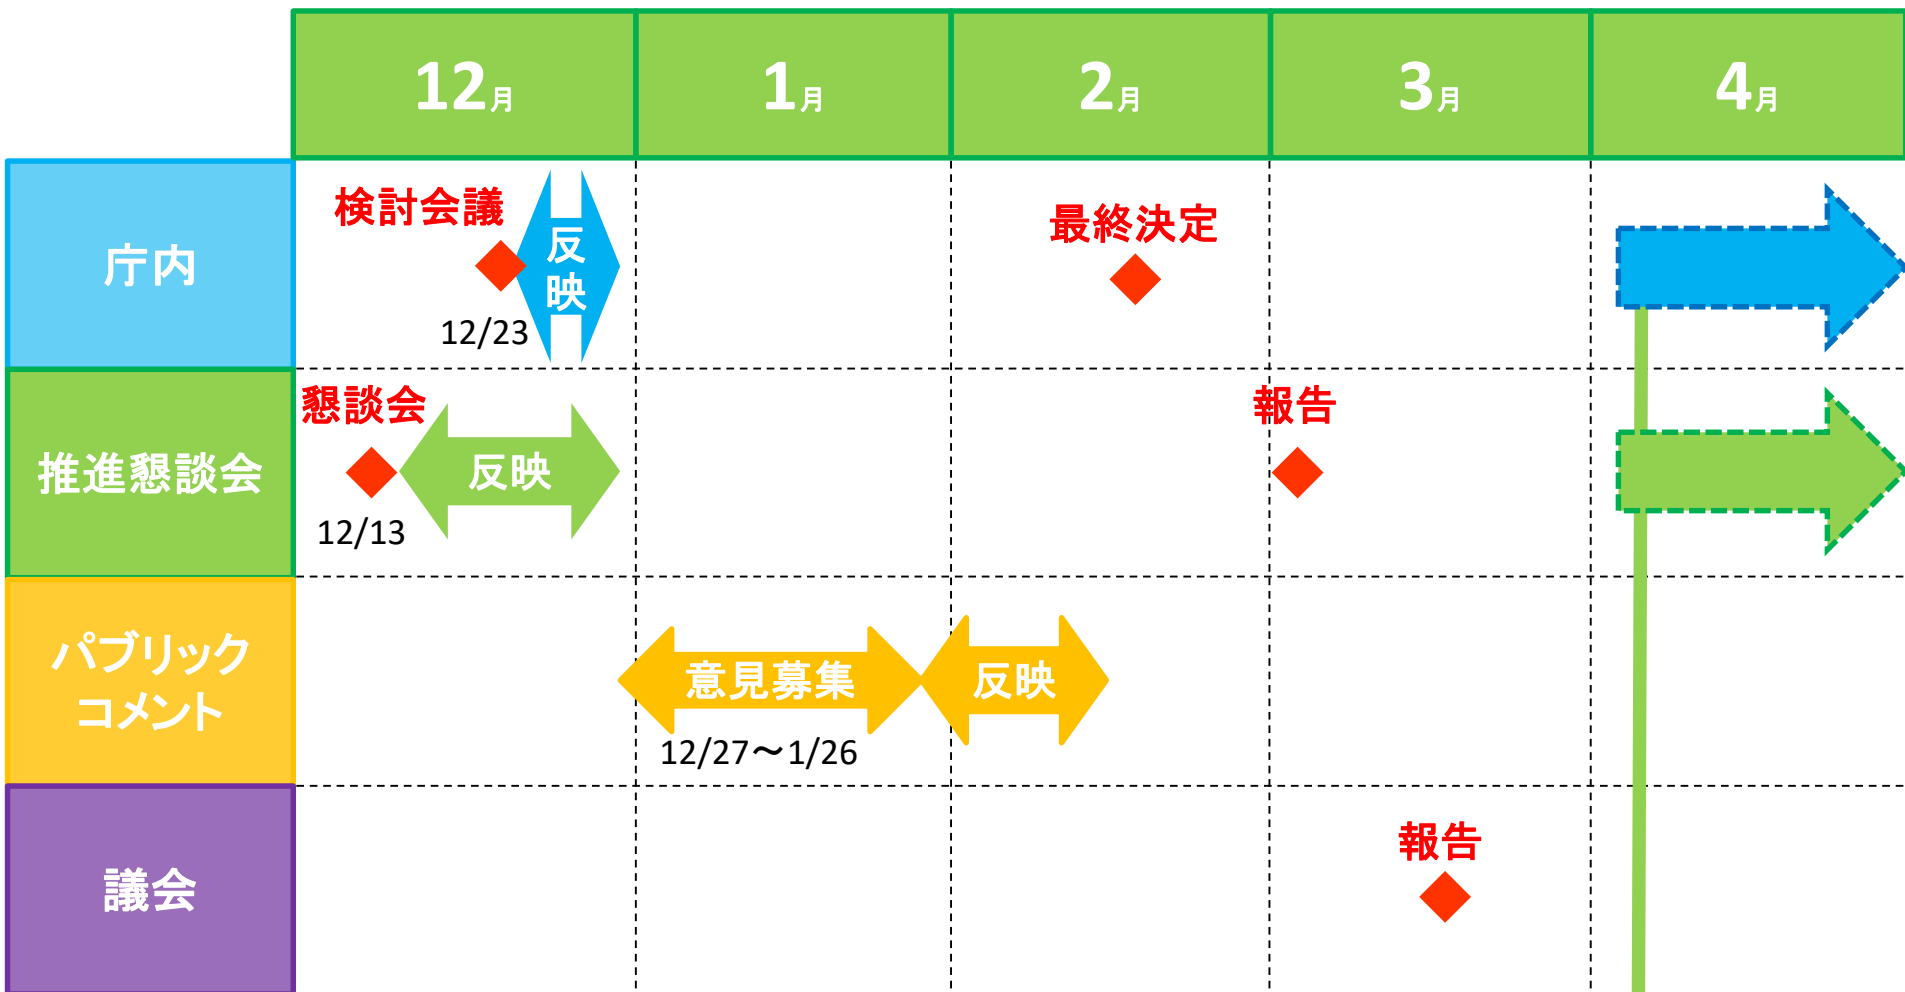 12月 1月 2月 3月 4月
庁内
検討会議
反
映
12/23
最終決定
推進懇談会
懇談会
反映
12/13
報告
パブリック
コメント
意見募集
反映
12/27～1/26
議会
報告